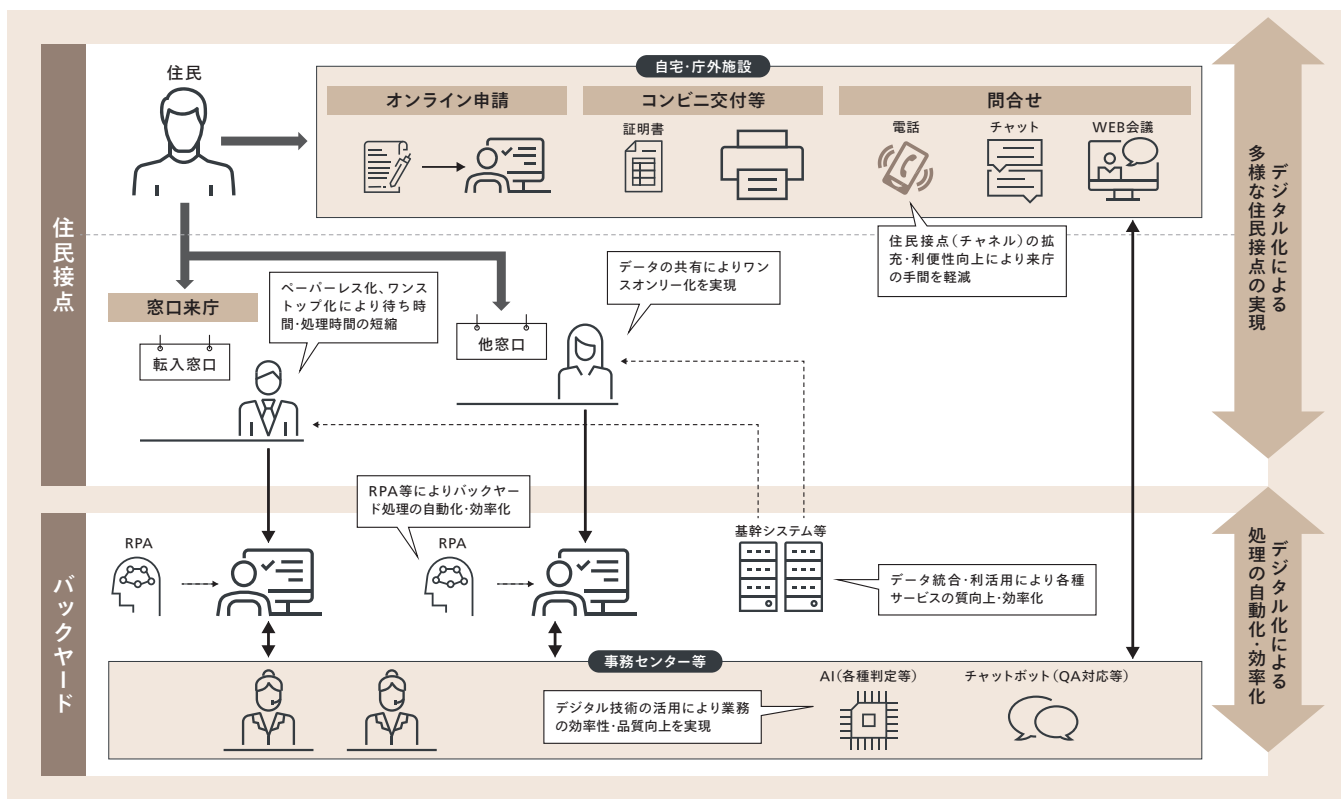 住民接点
住民
自宅・庁外施設
オンライン申請
コンビニ交付等
問合せ
証明書
電話
チャット
WEB会議
住民接点（チャネル）の拡
充・利便性向上により来庁
の手間を軽減
窓口来庁
転入窓口
ペーパーレス化、ワンス
トップ化により待ち時
間・処理時間の短縮
他窓口
データの共有によりワン
スオンリー化を実現
デジタル化による
多様な住民接点の実現
バックヤード
RPA
RPA等によりバックヤー
ド処理の自動化・効率化
RPA
基幹システム等
データ統合・利活用により各種
サービスの質向上・効率化
事務センター等
デジタル技術の活用により業務
の効率性・品質向上を実現
AI（各種判定等）
チャットボット（QA対応等）
デジタル化による
処理の自動化・効率化